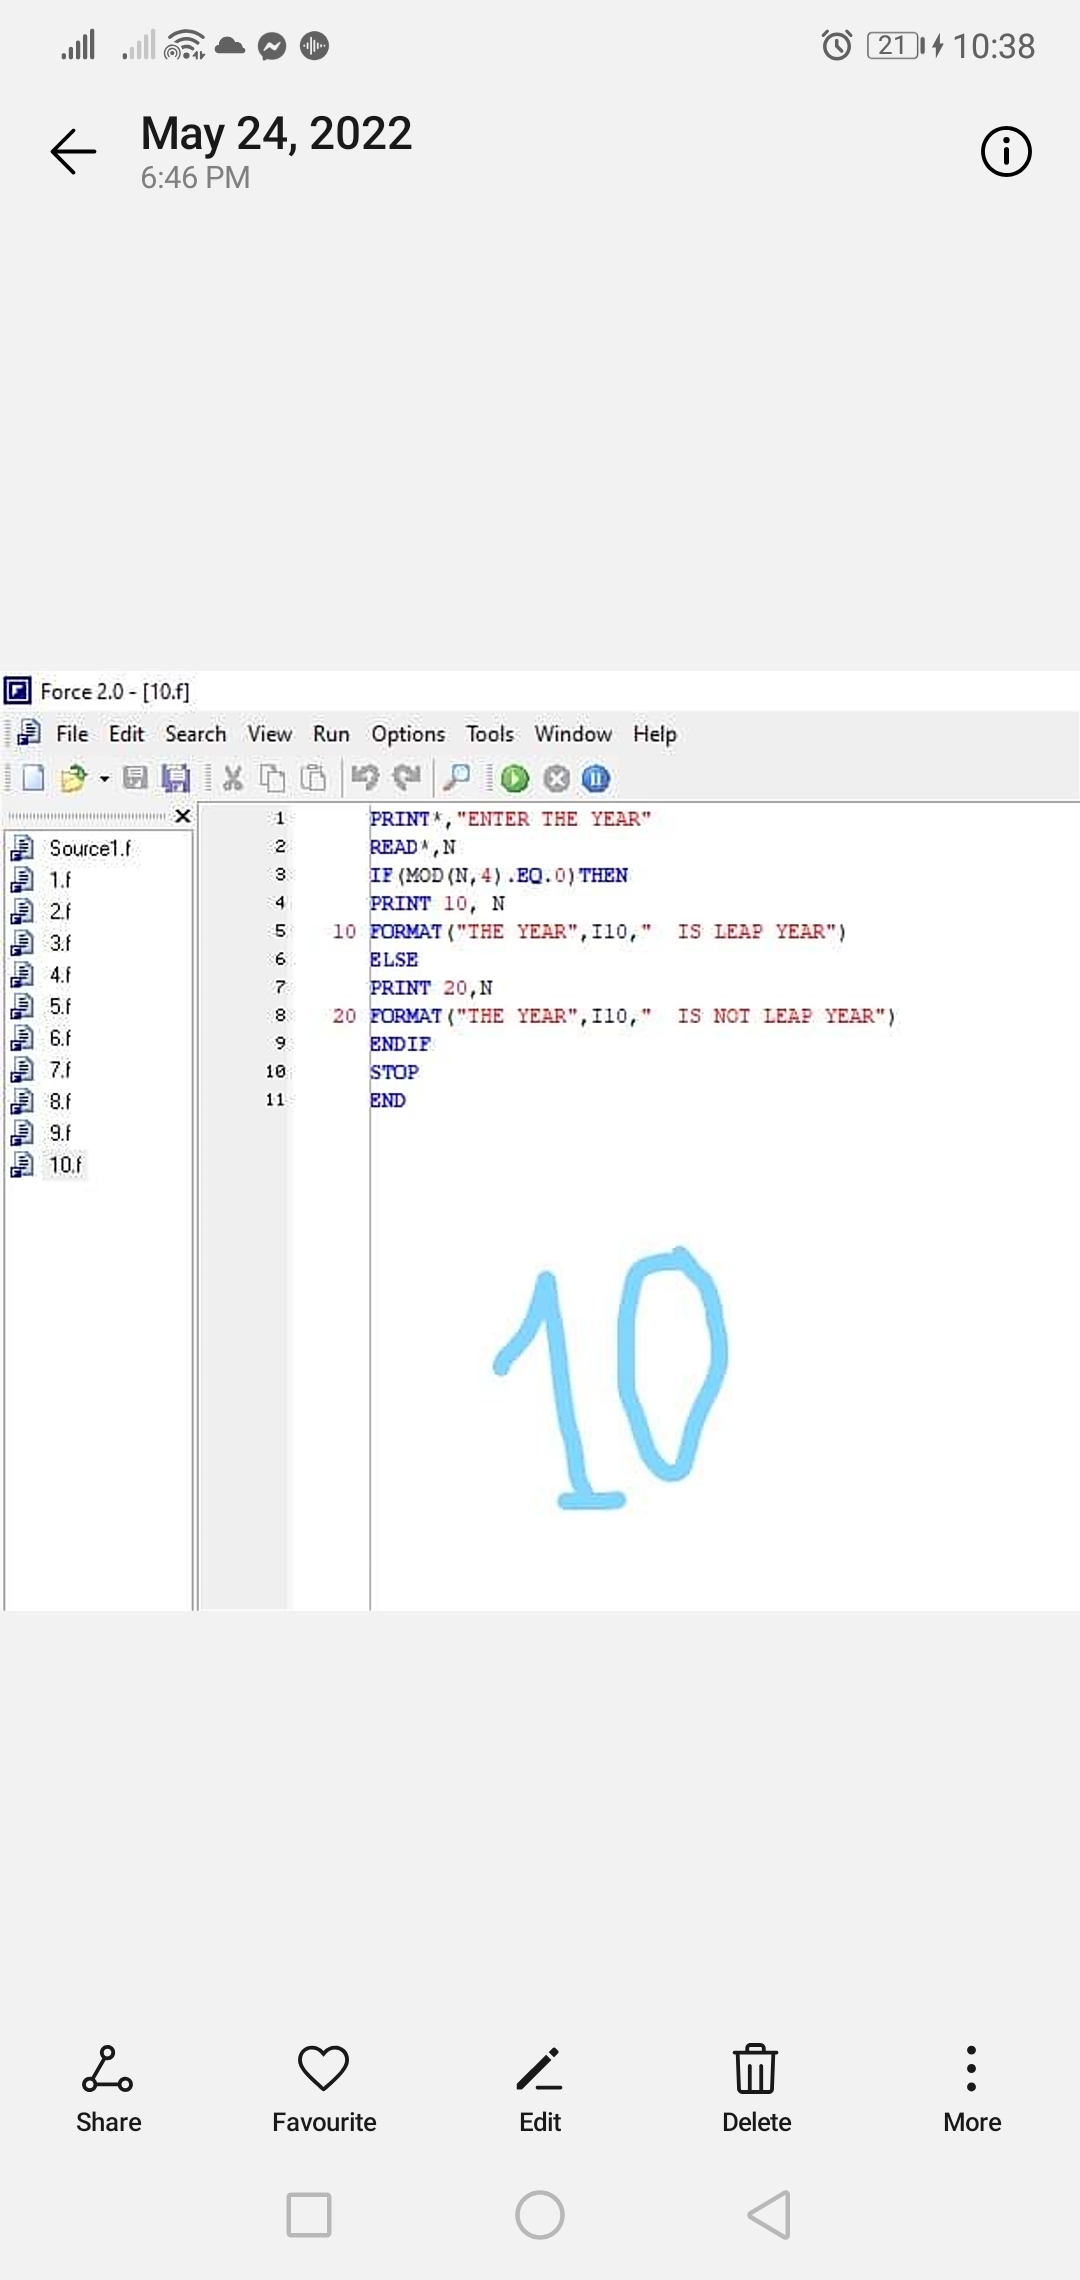 21 10:38
May 24, 2022
6:46 PM
Force 2.0 - [10.f]
File Edit Search View Run Options Tools Window Help
Source1.f
1.f
2.f
3.f
4.f
5.f
6.f
7.f
8.f
9.f
10.f
1 PRINT*,"ENTER THE YEAR"
2 READ*,N
3 IF(MOD(N,4).EQ.0)THEN
4 PRINT 10, N
5 10 FORMAT("THE YEAR",I10,"  IS LEAP YEAR")
6 ELSE
7 PRINT 20,N
8 20 FORMAT("THE YEAR",I10,"  IS NOT LEAP YEAR")
9 ENDIF
10 STOP
11 END
10
Share Favourite Edit Delete More